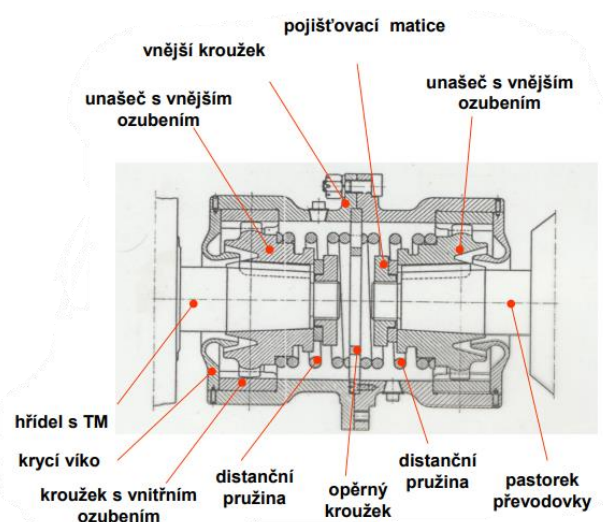 pojišťovací matice
vnější kroužek
unašeč s vnějším
ozubením
unašeč s vnějším
ozubením
hřídel s TM
krycí víko
kroužek s vnitřním
ozubením
distanční
pružina
opěrný
kroužek
distanční
pružina
pastorek
převodovky